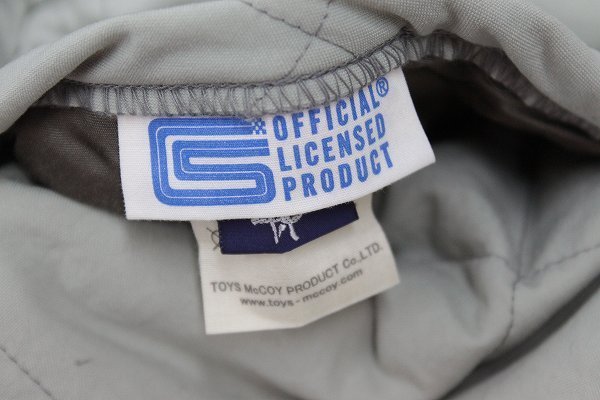 OFFICIAL®
LICENSED
PRODUCT
TOYS McCOY PRODUCT Co.,LTD.
www.toys-mccoy.com